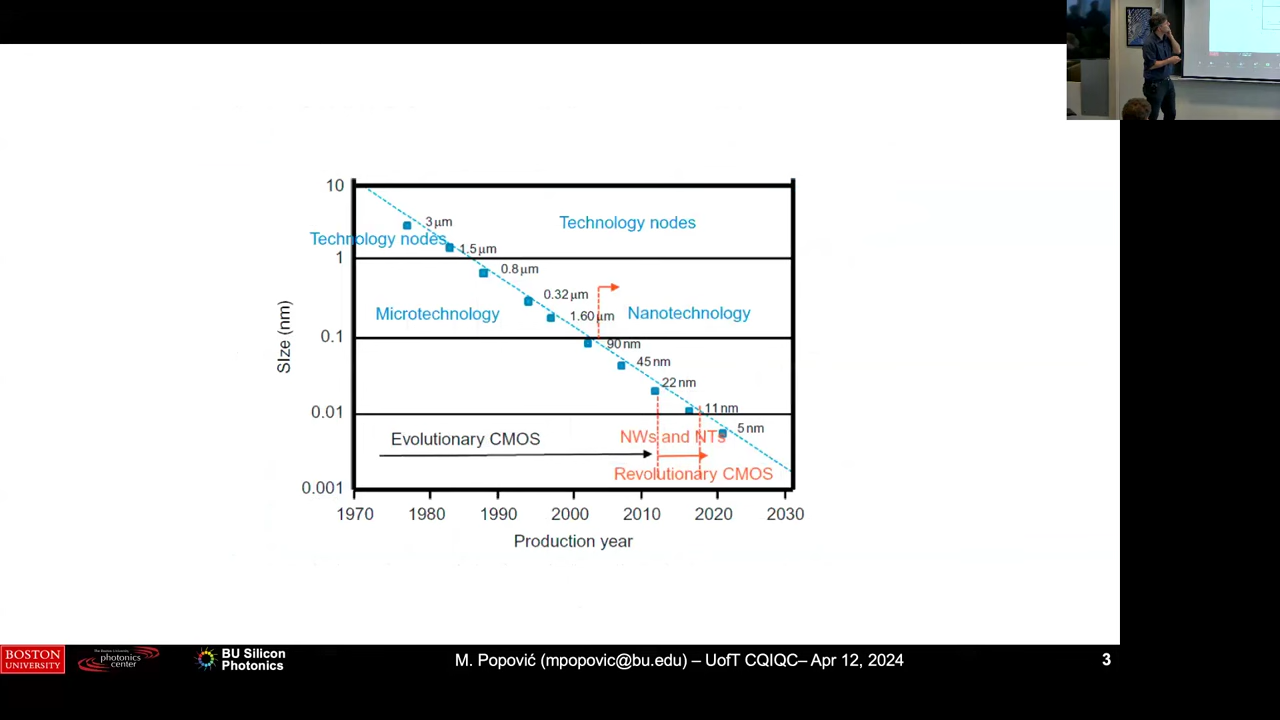 10
3 μm
Technology nodes
Technology nodes
1.5 μm
1
0.8 μm
0.32 μm
Microtechnology
1.60 μm
Nanotechnology
0.1
90 nm
45 nm
22 nm
SIze (nm)
0.01
11 nm
5 nm
Evolutionary CMOS
NWs and NTs
Revolutionary CMOS
0.001
1970 1980 1990 2000 2010 2020 2030
Production year
BOSTON
UNIVERSITY
photonics
center
BU Silicon
Photonics
M. Popović (mpopovic@bu.edu) – UofT CQIQC– Apr 12, 2024
3